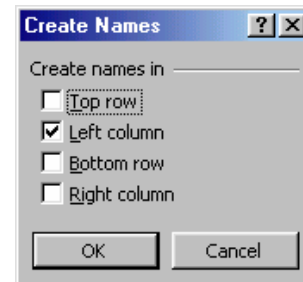 Create Names
Create names in
Top row
Left column
Bottom row
Right column
OK Cancel